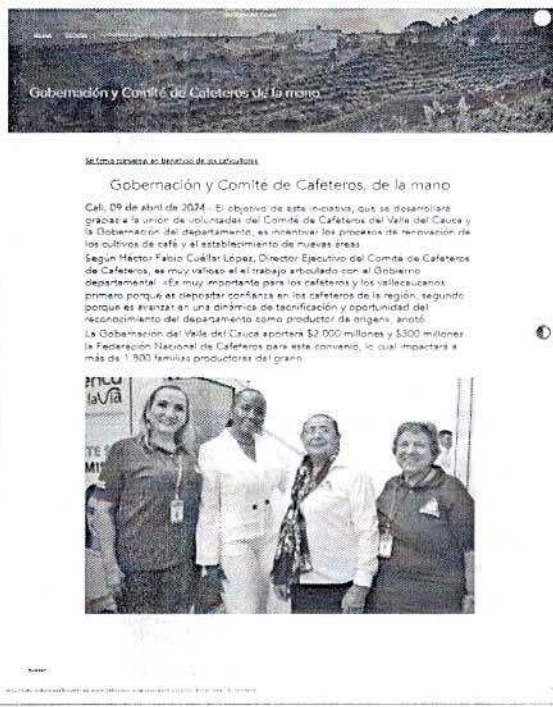 Gobernación y Comité de Cafeteros de la mano
Se firmó convenio en beneficio de los caficultores
Gobernación y Comité de Cafeteros, de la mano
Cali, 09 de abril de 2024 - El objetivo de esta iniciativa, que se desarrollará
gracias a la unión de voluntades del Comité de Cafeteros del Valle del Cauca y
la Gobernación del departamento, es incentivar los procesos de renovación de
los cultivos de café y el establecimiento de nuevas áreas.
Según Héctor Fabio Cuéllar López, Director Ejecutivo del Comité de Cafeteros
de Cafeteros, es muy valioso el el trabajo articulado con el Gobierno
departamental. «Es muy importante para los cafeteros y los vallecaucanos
primero porque es depositar confianza en los cafeteros de la región, segundo
porque es avanzar en una dinámica de tecnificación y oportunidad del
reconocimiento del departamento como productor de origen», anotó.
La Gobernación del Valle del Cauca aportará $2.000 millones y $300 millones
la Federación Nacional de Cafeteros para este convenio, lo cual impactará a
más de 1.800 familias productoras del grano.
la Vía